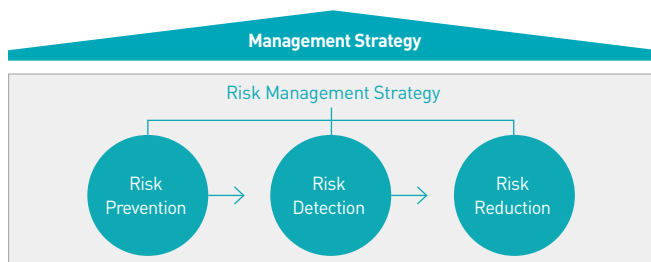 Management Strategy
Risk Management Strategy
Risk
Prevention
Risk
Detection
Risk
Reduction